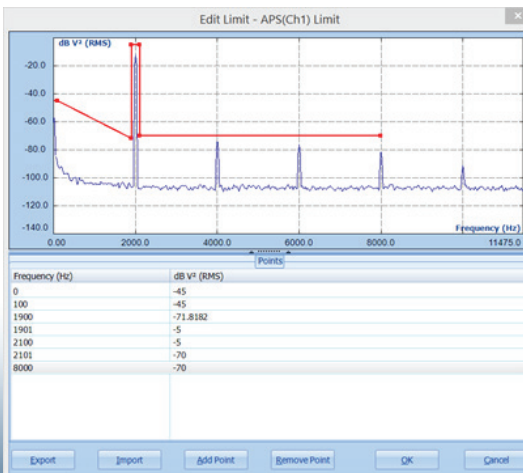 Edit Limit - APS(Ch1) Limit
dB V² (RMS)
-20.0
-40.0
-60.0
-80.0
-100.0
-120.0
-140.0
Frequency (Hz)
0.00 2000.0 4000.0 6000.0 8000.0 11475.0
Points
Frequency (Hz) dB V² (RMS)
0 -45
100 -45
1900 -71.8182
1901 -5
2100 -5
2101 -70
8000 -70
Export Import Add Point Remove Point OK Cancel